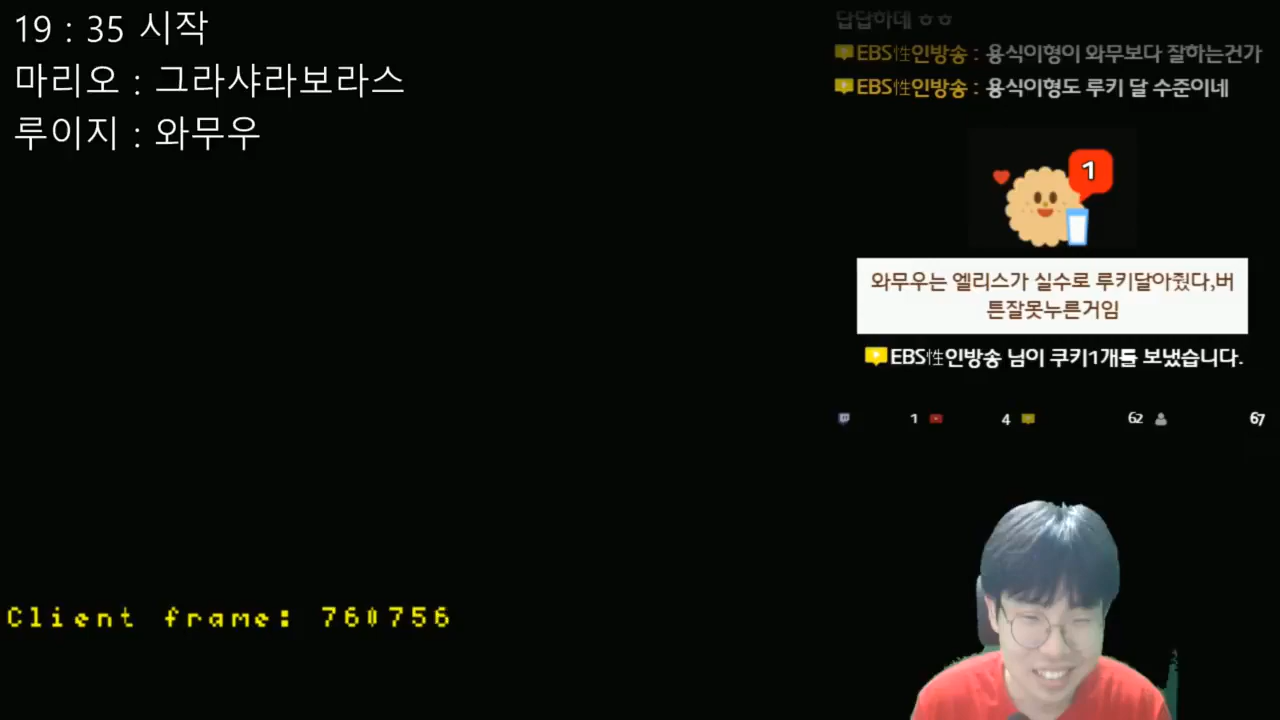 19 : 35 시작
마리오 : 그라샤라보라스
루이지 : 와무우
답답하데 ㅎㅎ
EBS性인방송 : 용식이형이 와무보다 잘하는건가
EBS性인방송 : 용식이형도 루키 달 수준이네
1
와무우는 엘리스가 실수로 루키달아줬다,버
튼잘못누른거임
EBS性인방송 님이 쿠키1개를 보냈습니다.
1 4 62 67
Client frame: 760756